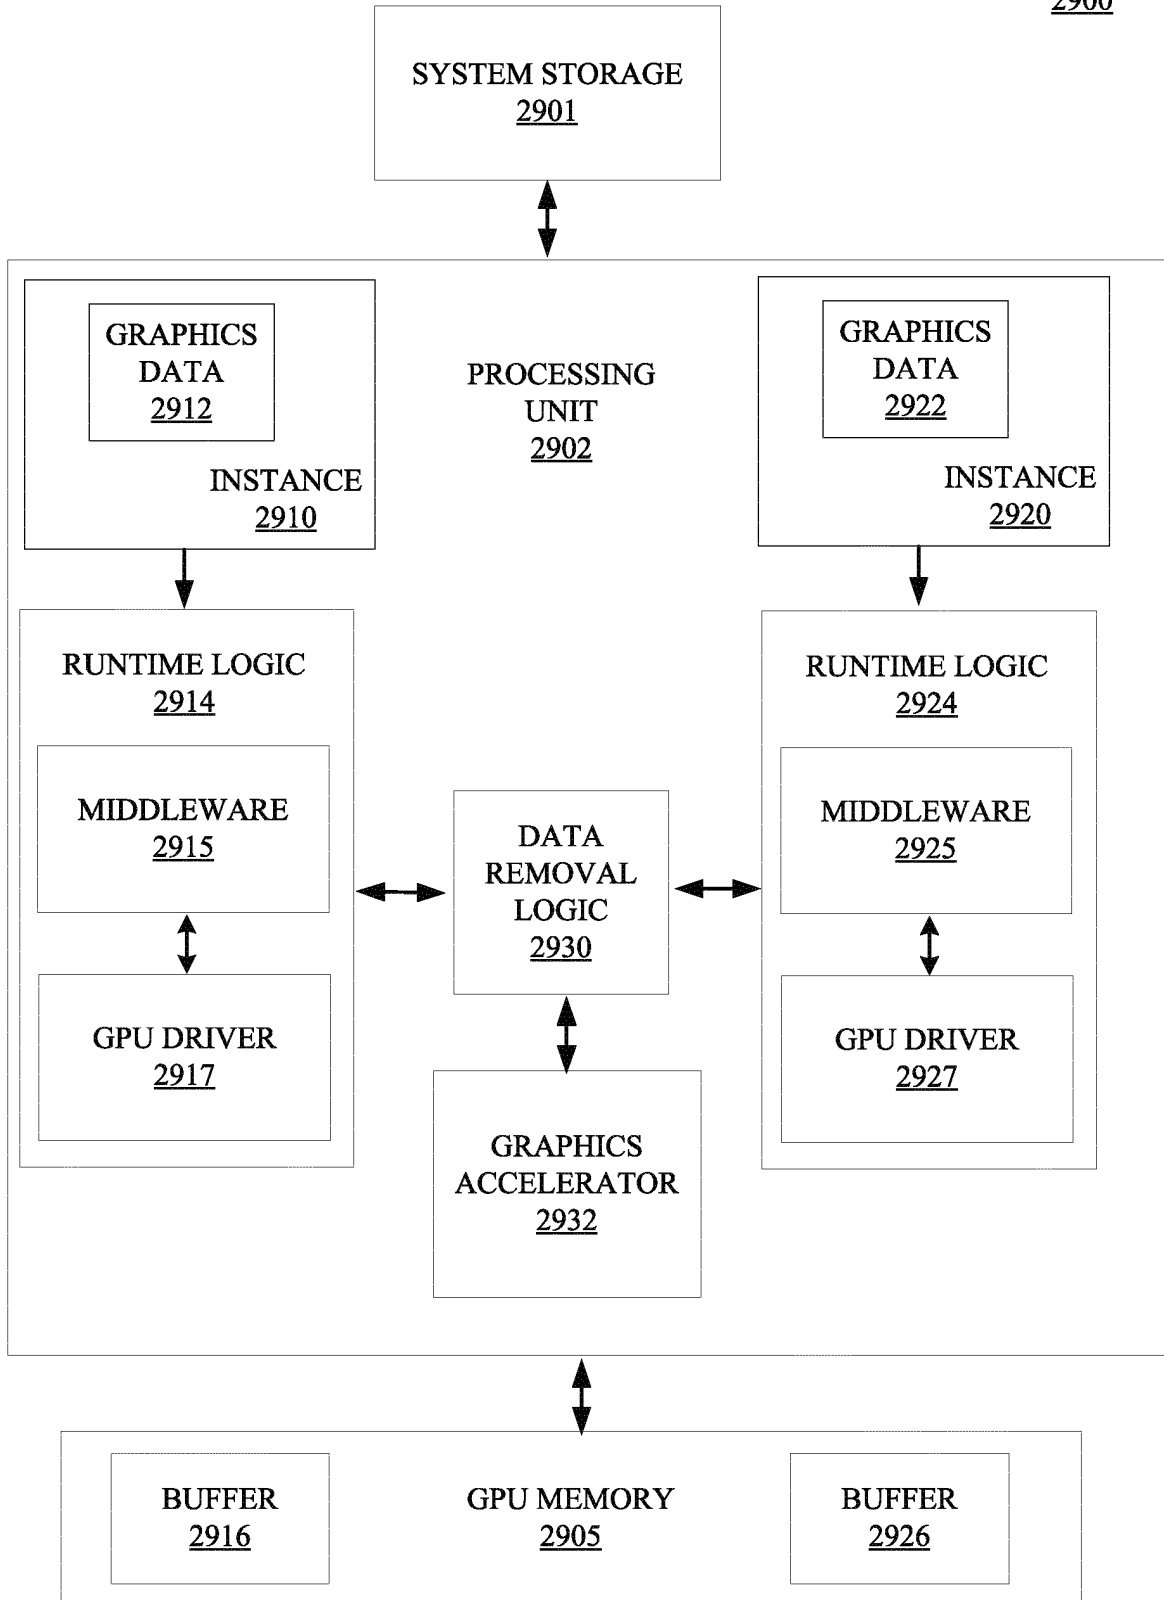 2900
SYSTEM STORAGE
2901
GRAPHICS
DATA
2912
INSTANCE
2910
PROCESSING
UNIT
2902
GRAPHICS
DATA
2922
INSTANCE
2920
RUNTIME LOGIC
2914
MIDDLEWARE
2915
GPU DRIVER
2917
DATA
REMOVAL
LOGIC
2930
GRAPHICS
ACCELERATOR
2932
RUNTIME LOGIC
2924
MIDDLEWARE
2925
GPU DRIVER
2927
BUFFER
2916
GPU MEMORY
2905
BUFFER
2926